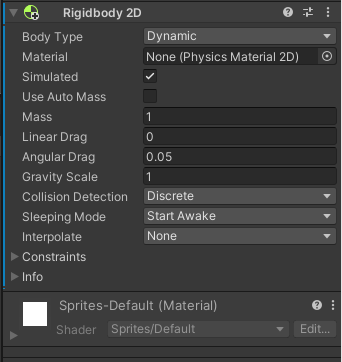 Rigidbody 2D
Body Type Dynamic
Material None (Physics Material 2D)
Simulated
Use Auto Mass
Mass 1
Linear Drag 0
Angular Drag 0.05
Gravity Scale 1
Collision Detection Discrete
Sleeping Mode Start Awake
Interpolate None
Constraints
Info
Sprites-Default (Material)
Shader Sprites/Default Edit...